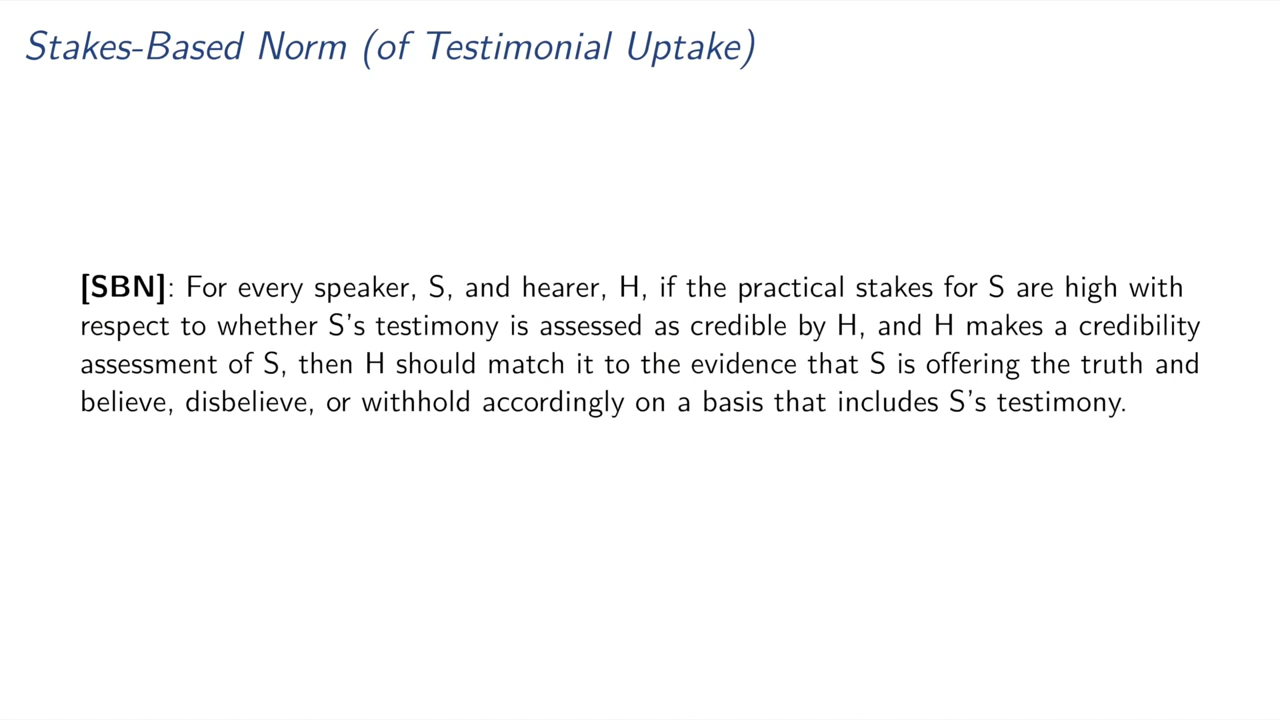 Stakes-Based Norm (of Testimonial Uptake)
[SBN]: For every speaker, S, and hearer, H, if the practical stakes for S are high with
respect to whether S’s testimony is assessed as credible by H, and H makes a credibility
assessment of S, then H should match it to the evidence that S is offering the truth and
believe, disbelieve, or withhold accordingly on a basis that includes S’s testimony.